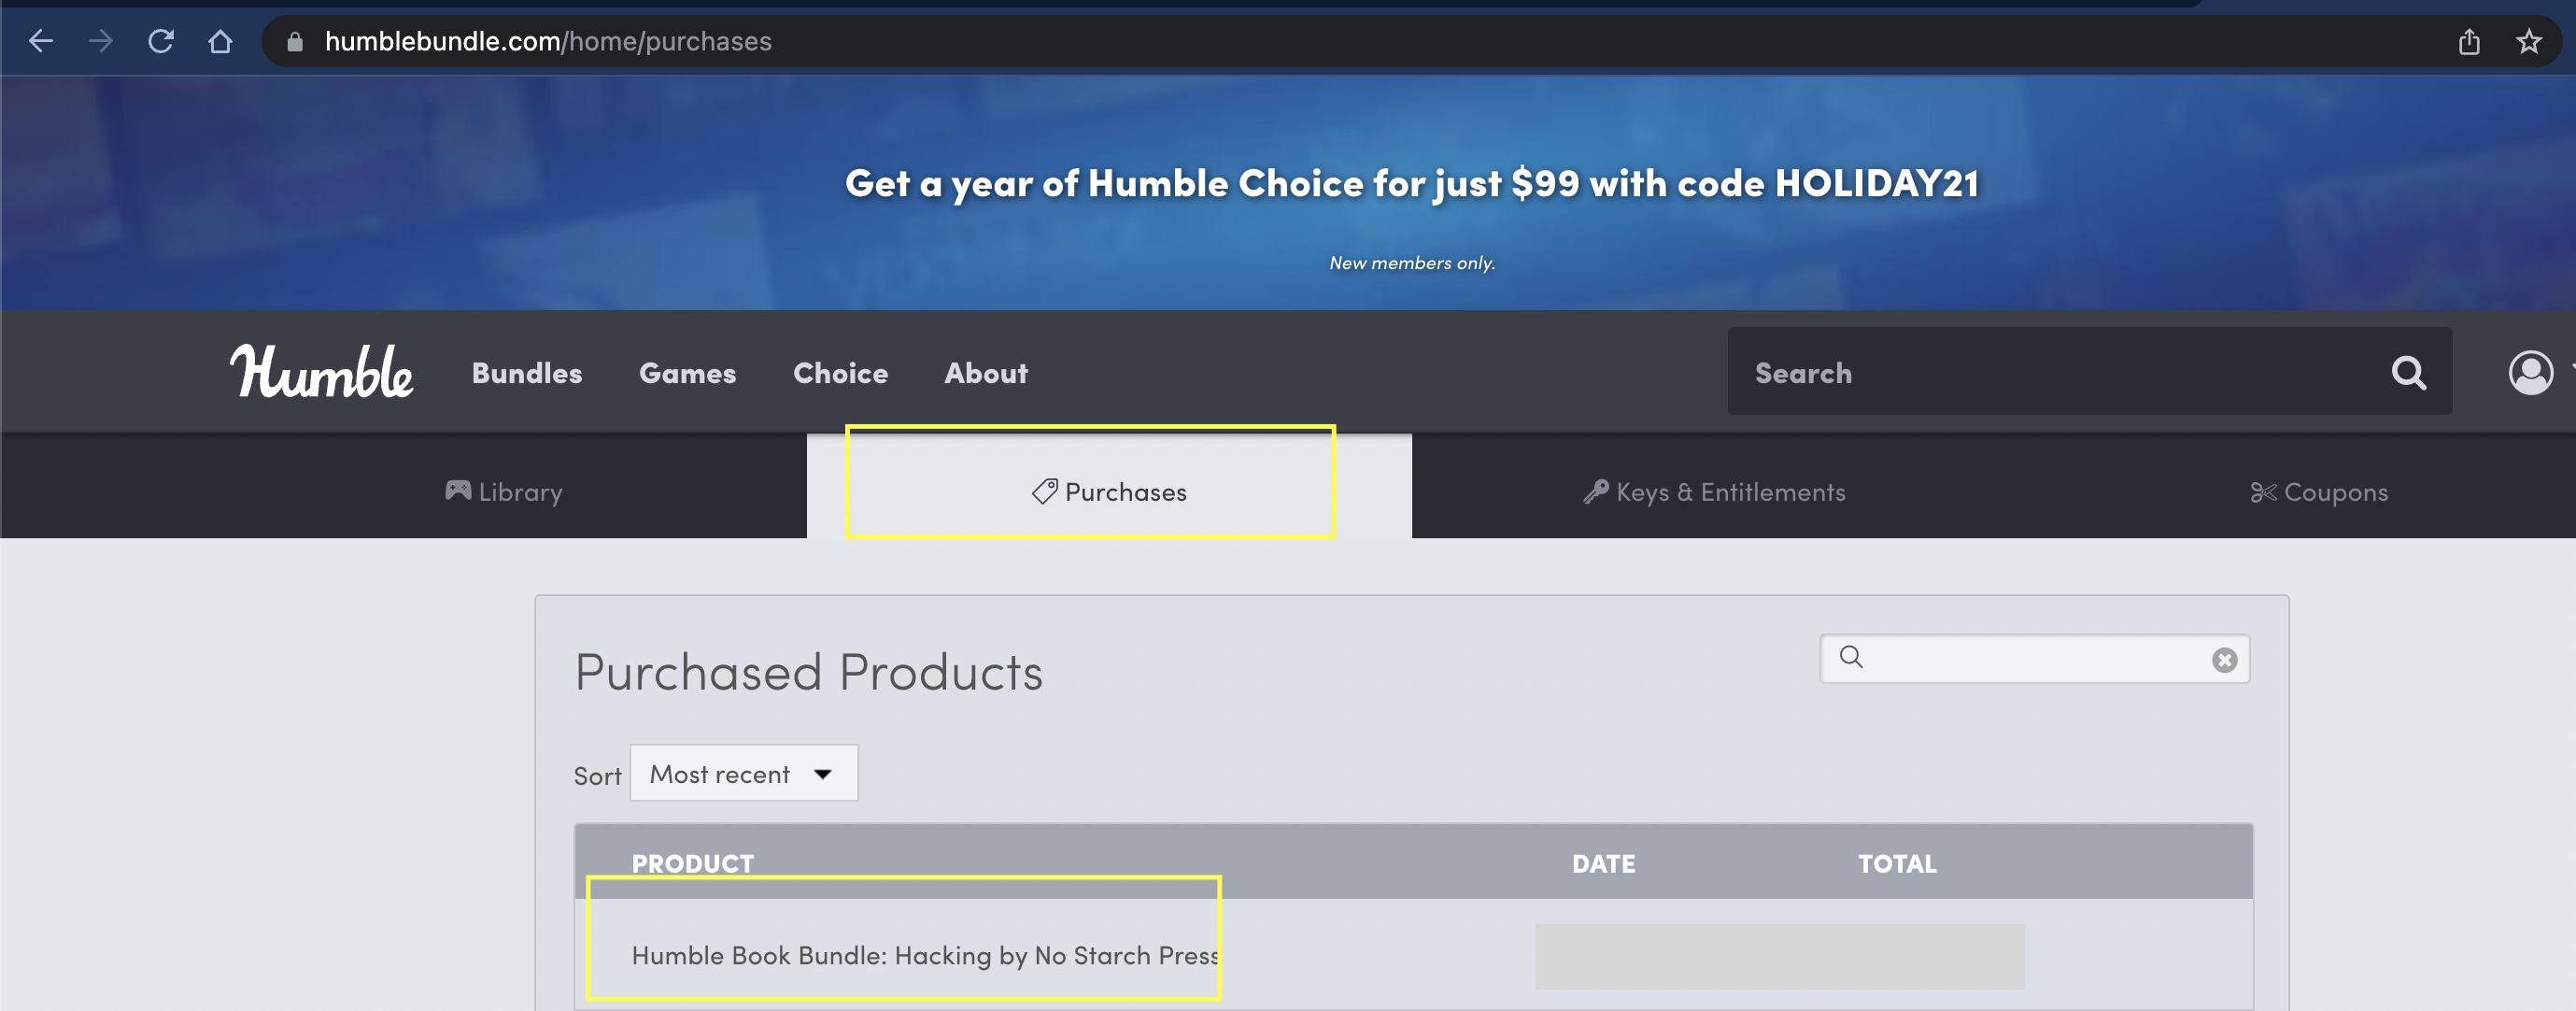 humblebundle.com/home/purchases
Get a year of Humble Choice for just $99 with code HOLIDAY21
New members only.
Humble Bundles Games Choice About Search
Library Purchases Keys & Entitlements Coupons
Purchased Products
Sort Most recent
PRODUCT DATE TOTAL
Humble Book Bundle: Hacking by No Starch Press